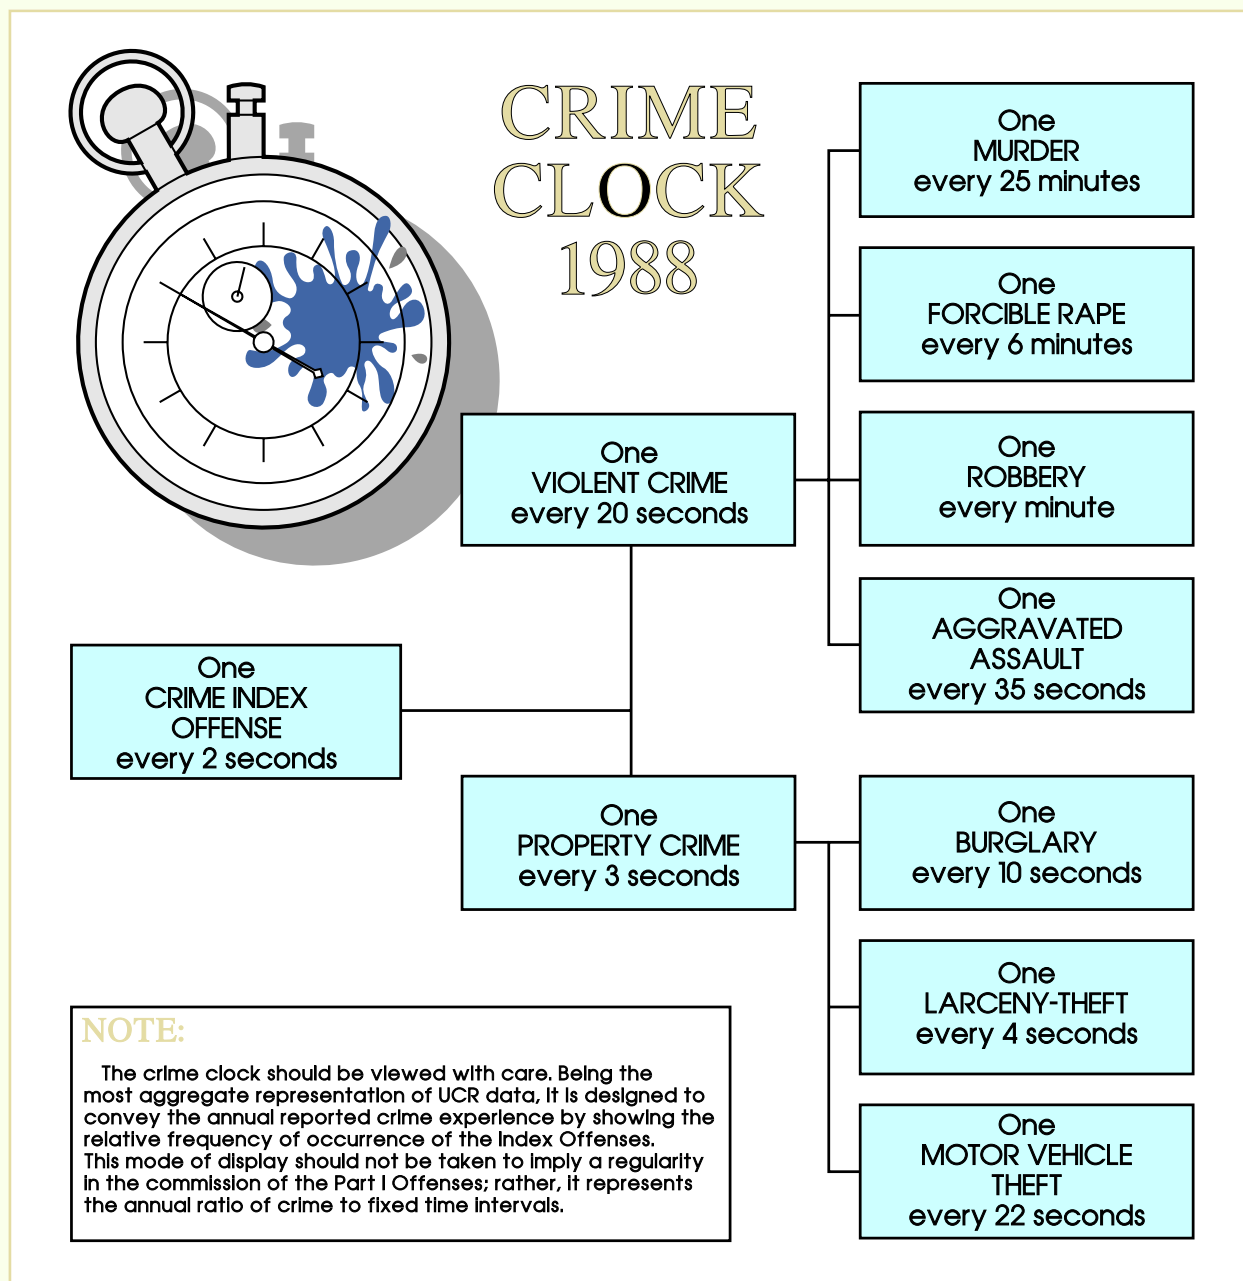 CRIME
CLOCK
1988
One
MURDER
every 25 minutes
One
FORCIBLE RAPE
every 6 minutes
One
ROBBERY
every minute
One
AGGRAVATED
ASSAULT
every 35 seconds
One
VIOLENT CRIME
every 20 seconds
One
CRIME INDEX
OFFENSE
every 2 seconds
One
PROPERTY CRIME
every 3 seconds
One
BURGLARY
every 10 seconds
One
LARCENY-THEFT
every 4 seconds
One
MOTOR VEHICLE
THEFT
every 22 seconds
NOTE:
The crime clock should be viewed with care. Being the
most aggregate representation of UCR data, it is designed to
convey the annual reported crime experience by showing the
relative frequency of occurrence of the Index Offenses.
This mode of display should not be taken to imply a regularity
in the commission of the Part I Offenses; rather, it represents
the annual ratio of crime to fixed time intervals.